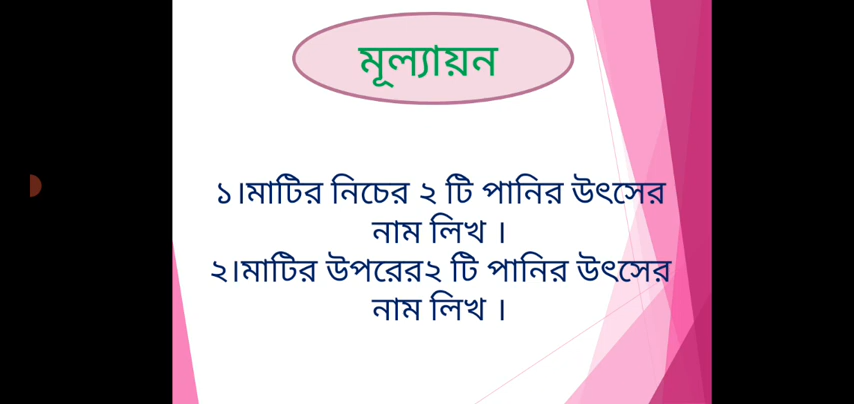 মূল্যায়ন
১।মাটির নিচের ২ টি পানির উৎসের
নাম লিখ ।
২।মাটির উপরের২ টি পানির উৎসের
নাম লিখ ।